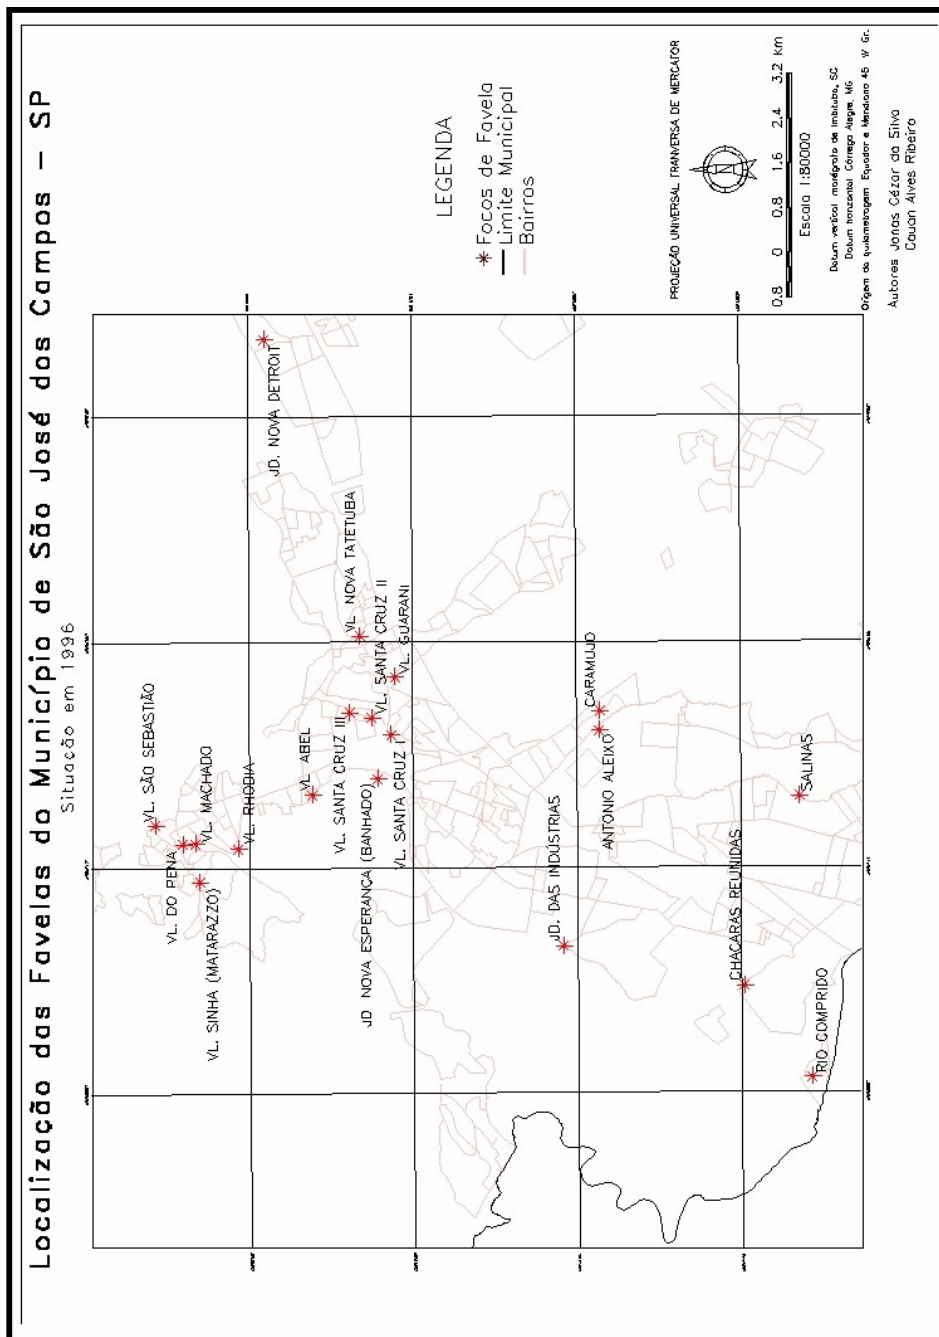 Localização das Favelas do Município de São José dos Campos - SP
Situação em 1996
VL. SÃO SEBASTIÃO
VL. DO PENA
VL. MACHADO
VL. SINHA (MATARAZZO)
VL. RHODIA
JD. NOVA DETROIT
VL ABEL
VL. SANTA CRUZ III
VL NOVA TATETUBA
JD NOVA ESPERANÇA (BANHADO)
VL. SANTA CRUZ II
VL. SANTA CRUZ I
VL. GUARANI
JD. DAS INDUSTRIAS
CARAMUJO
ANTONIO ALEIXO
CHACARAS REUNIDAS
SALINAS
RIO COMPRIDO
LEGENDA
Focos de Favela
Limite Municipal
Bairros
PROJEÇÃO UNIVERSAL TRANVERSA DE MERCATOR
N
0.8 0 0.8 1.6 2.4 3.2 km
Escala 1:80000
Datum vertical marégrafo de Imbituba, SC
Datum horizontal Córrego Alegre, MG
Origem da quilometragem Equador e Meridiano 45 W Gr.
Autores Jonas Cézar da Silva
Cauan Alves Ribeiro